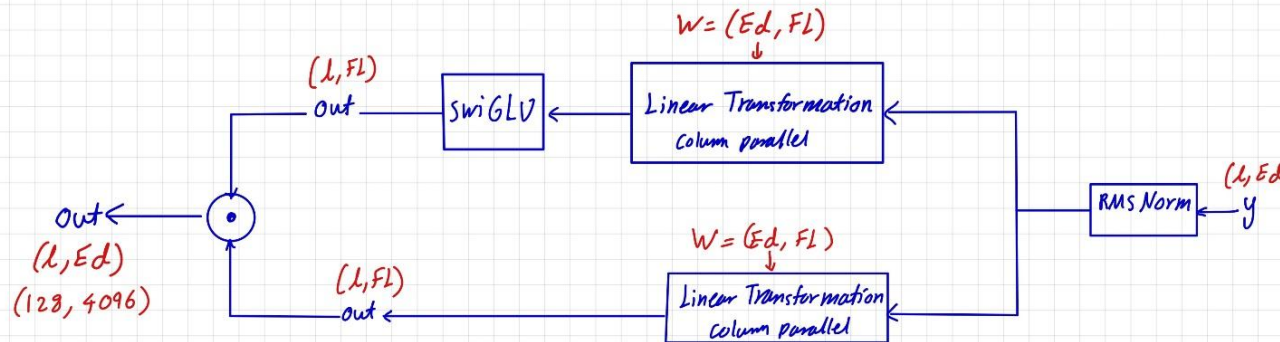 W = (Ed, FL)
(l, FL)
out
SwiGLU
Linear Transformation
column parallel
(l, Ed
RMS Norm
y
out
(l, Ed)
(128, 4096)
W = (Ed, FL)
(l, FL)
out
Linear Transformation
column parallel